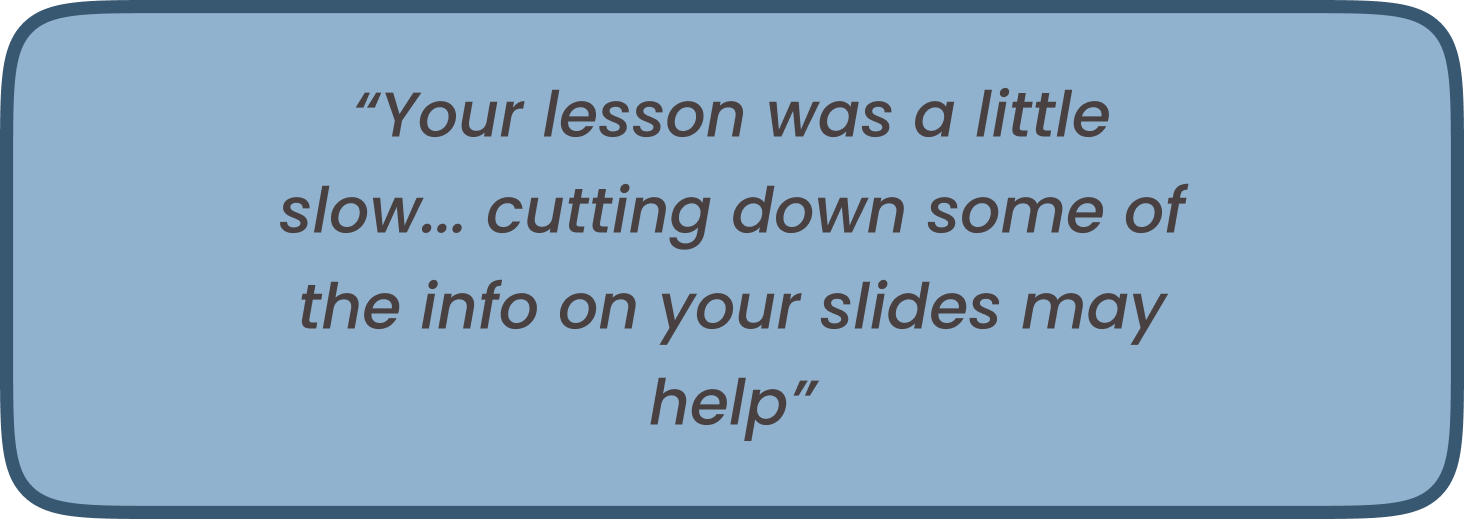 “Your lesson was a little
slow... cutting down some of
the info on your slides may
help”